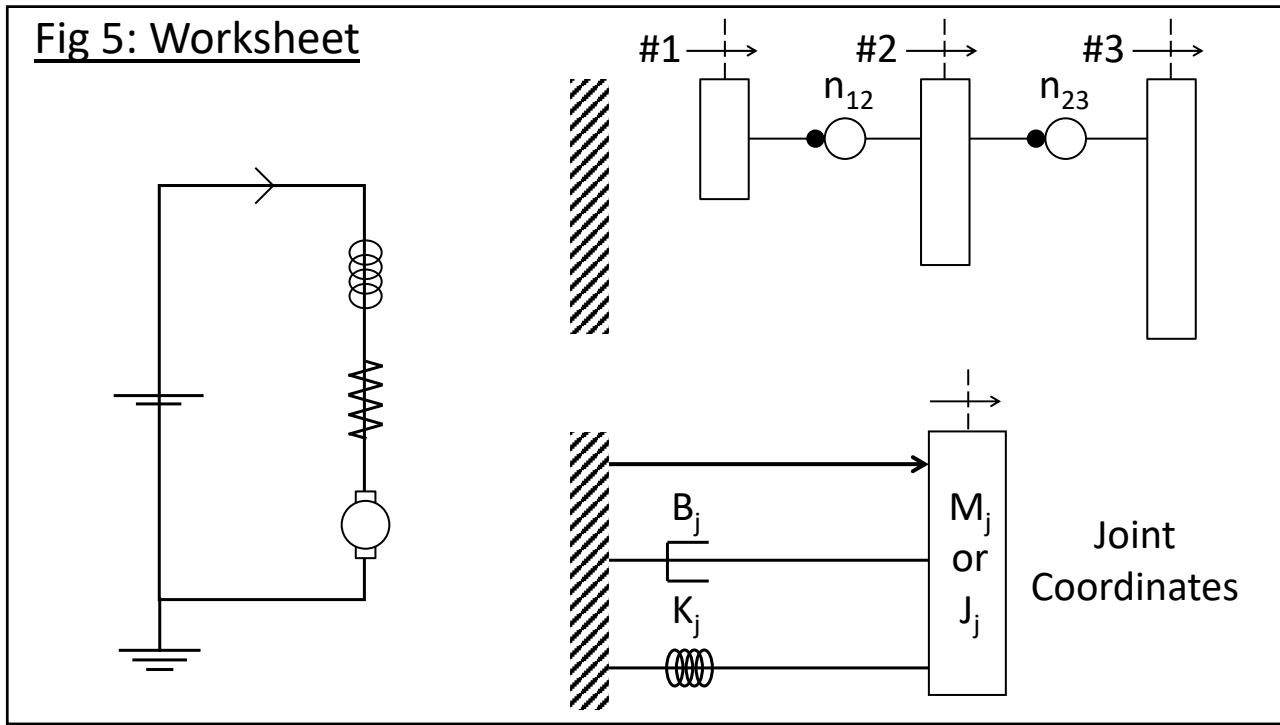 Fig 5: Worksheet
#1 #2 #3
n12 n23
Bj
Kj
Mj
or
Jj
Joint
Coordinates